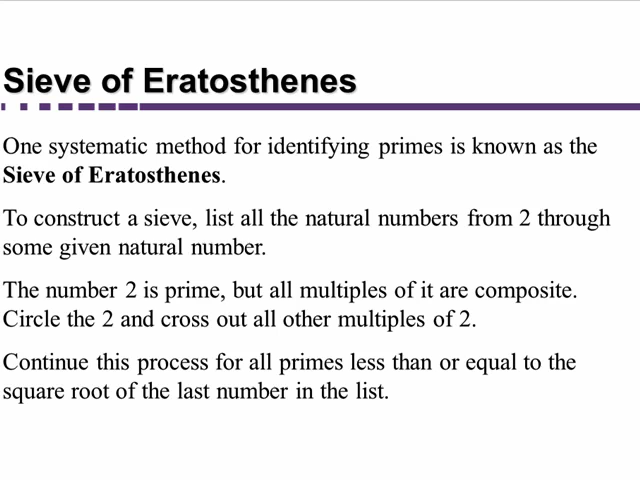 Sieve of Eratosthenes
One systematic method for identifying primes is known as the
Sieve of Eratosthenes.
To construct a sieve, list all the natural numbers from 2 through
some given natural number.
The number 2 is prime, but all multiples of it are composite.
Circle the 2 and cross out all other multiples of 2.
Continue this process for all primes less than or equal to the
square root of the last number in the list.